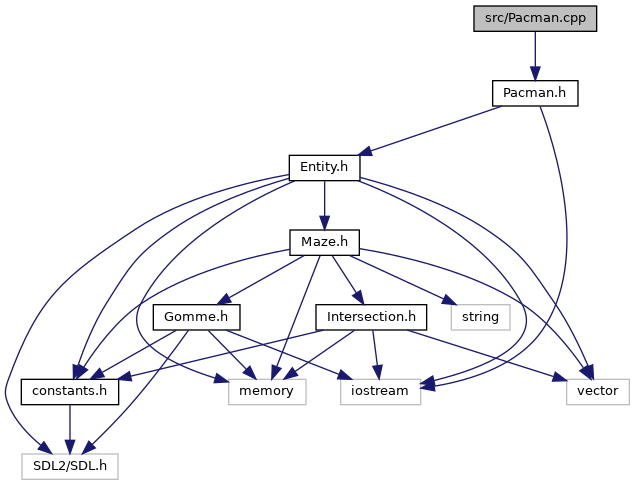 src/Pacman.cpp
Pacman.h
Entity.h
Maze.h
Gomme.h
Intersection.h
string
constants.h
memory
iostream
vector
SDL2/SDL.h